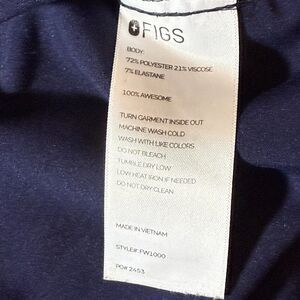 FIGS
BODY:
72% POLYESTER 21% VISCOSE
7% ELASTANE
100% AWESOME
TURN GARMENT INSIDE OUT
MACHINE WASH COLD
WASH WITH LIKE COLORS
DO NOT BLEACH
TUMBLE DRY LOW
LOW HEAT IRON IF NEEDED
DO NOT DRY CLEAN
MADE IN VIETNAM
STYLE#: FW1000
PO# 2453